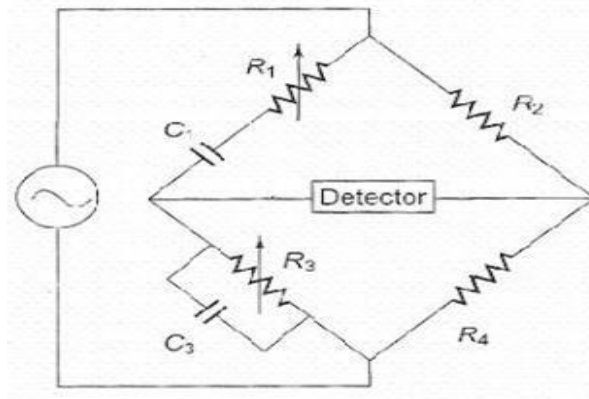 R₁
R₂
C₁
Detector
R₃
C₃
R₄